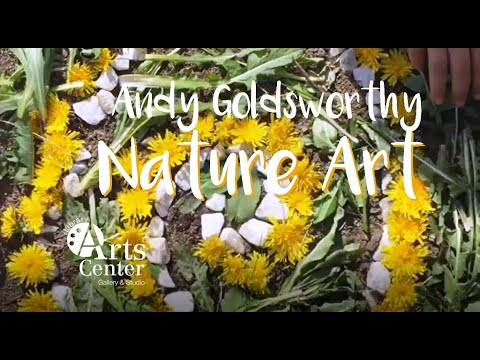 Andy Goldsworthy
Nature Art
Arts
Center
Gallery & Studio